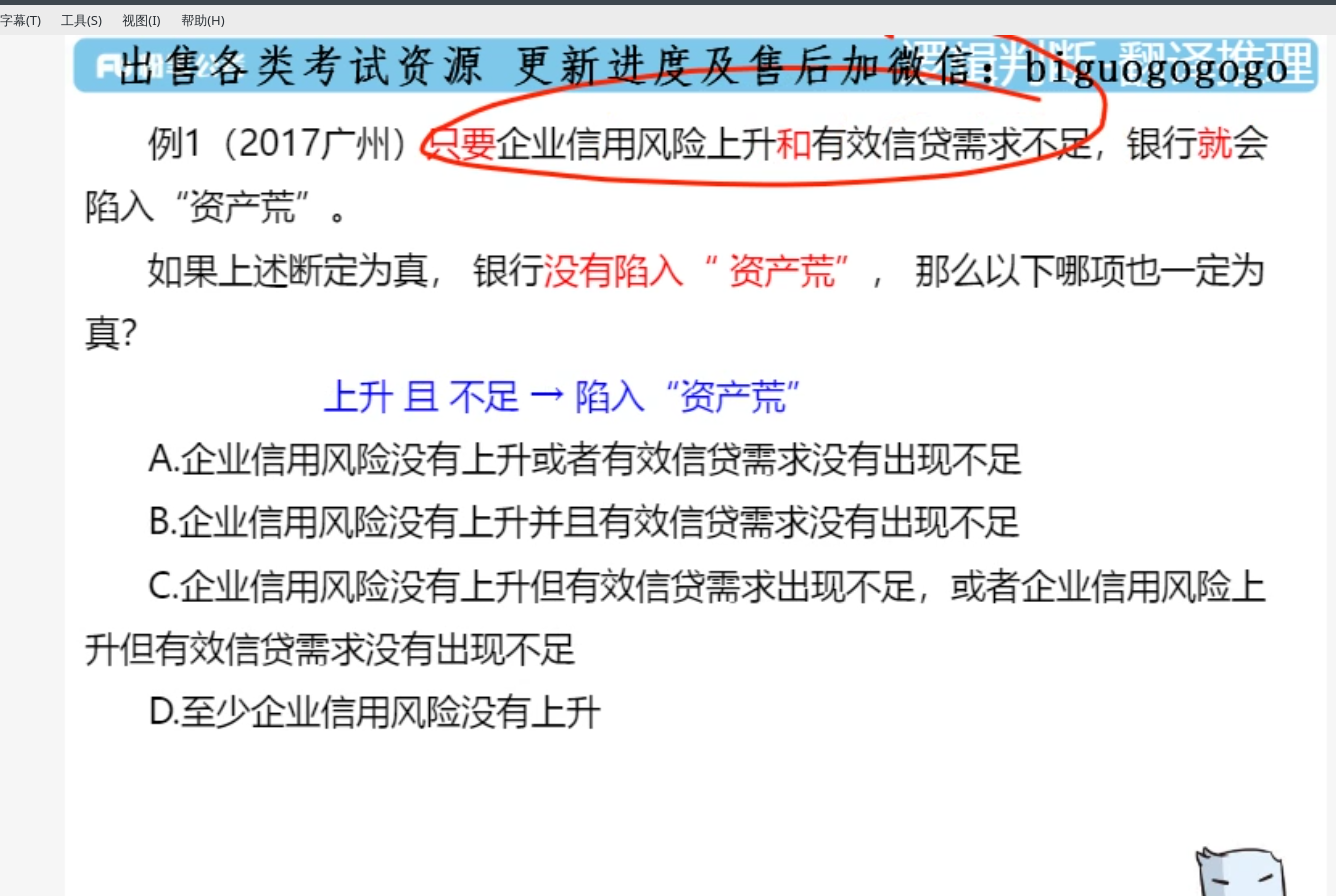 字幕(T) 工具(S) 视图(I) 帮助(H)
出售各类考试资源 更新进度及售后加微信：biguogogogo
逻辑判断 翻译推理
例1（2017广州）只要企业信用风险上升和有效信贷需求不足，银行就会
陷入“资产荒”。
如果上述断定为真， 银行没有陷入“ 资产荒” ， 那么以下哪项也一定为
真？
上升 且 不足 → 陷入“资产荒”
A.企业信用风险没有上升或者有效信贷需求没有出现不足
B.企业信用风险没有上升并且有效信贷需求没有出现不足
C.企业信用风险没有上升但有效信贷需求出现不足，或者企业信用风险上
升但有效信贷需求没有出现不足
D.至少企业信用风险没有上升